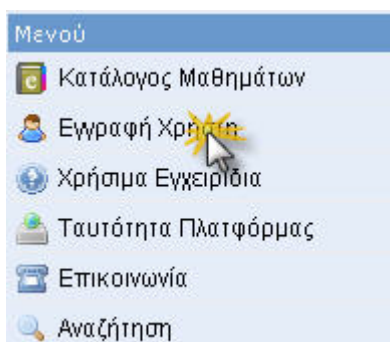 Μενού
Κατάλογος Μαθημάτων
Εγγραφή Χρήστη
Χρήσιμα Εγχειρίδια
Ταυτότητα Πλατφόρμας
Επικοινωνία
Αναζήτηση